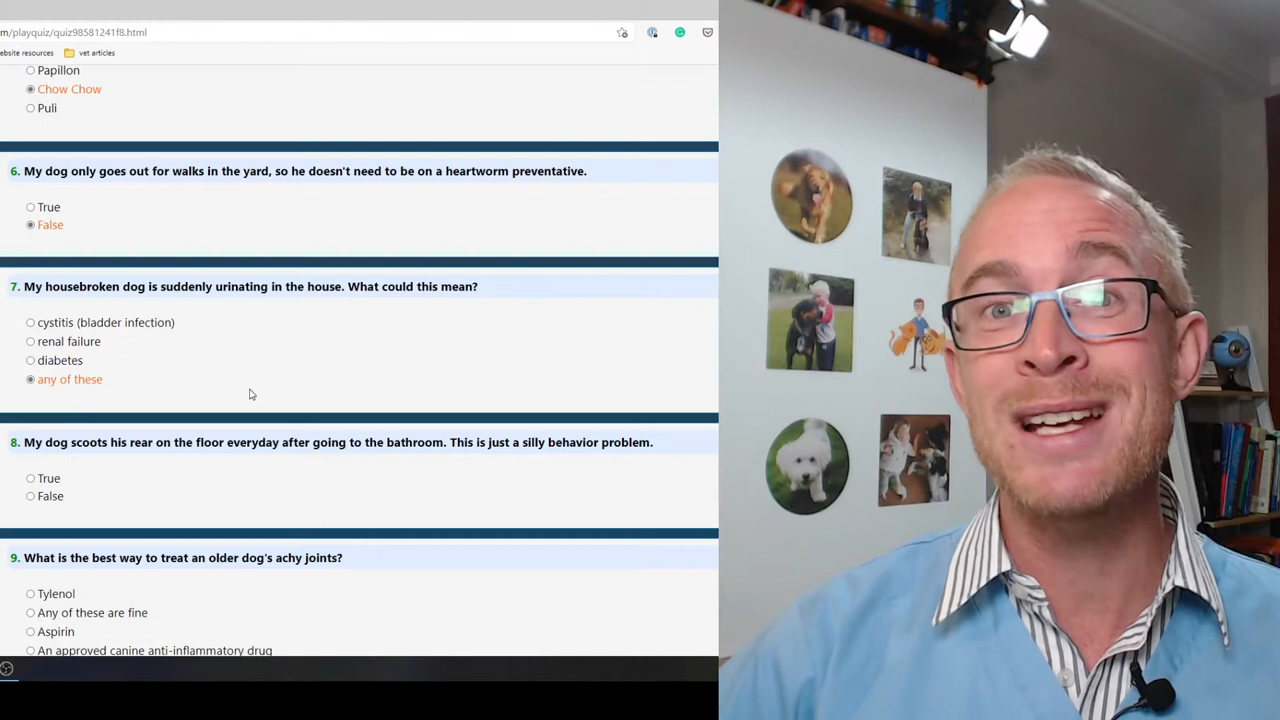 m/playquiz/quiz98581241f8.html
ebsite resources vet articles
Papillon
Chow Chow
Puli
6. My dog only goes out for walks in the yard, so he doesn't need to be on a heartworm preventative.
True
False
7. My housebroken dog is suddenly urinating in the house. What could this mean?
cystitis (bladder infection)
renal failure
diabetes
any of these
8. My dog scoots his rear on the floor everyday after going to the bathroom. This is just a silly behavior problem.
True
False
9. What is the best way to treat an older dog's achy joints?
Tylenol
Any of these are fine
Aspirin
An approved canine anti-inflammatory drug